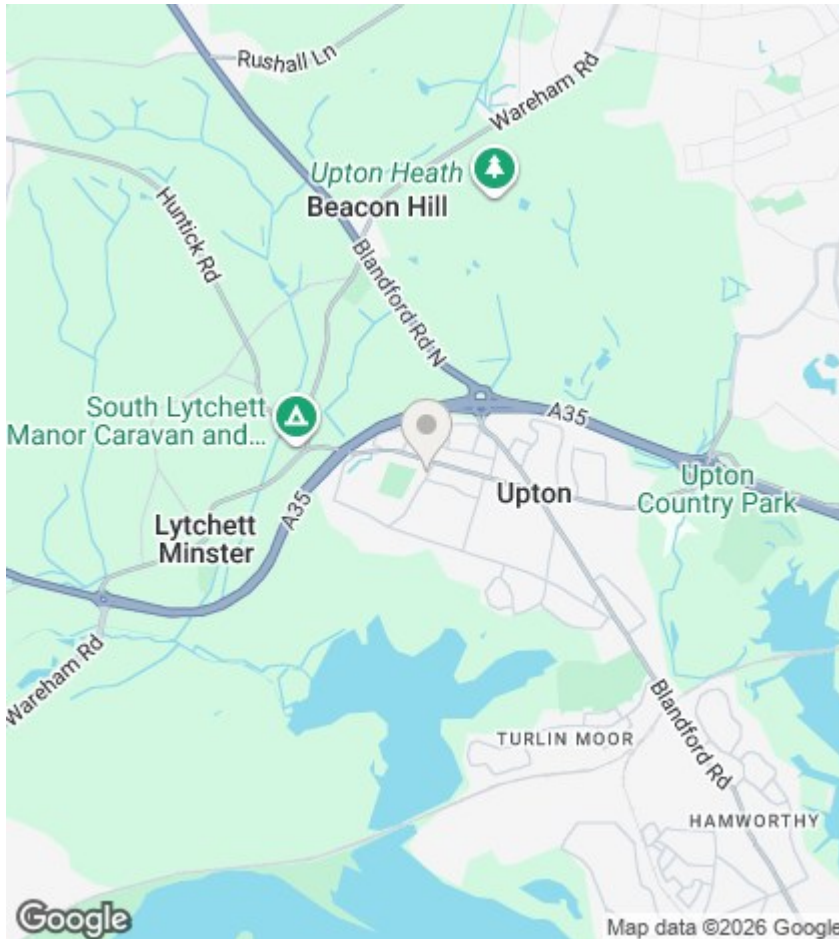 Rushall Ln
Wareham Rd
Upton Heath
Beacon Hill
Huntick Rd
Blandford Rd N
South Lytchett
Manor Caravan and...
A35
A35
Upton
Upton
Country Park
Lytchett
Minster
Wareham Rd
Blandford Rd
TURLIN MOOR
HAMWORTHY
Google
Map data ©2026 Google